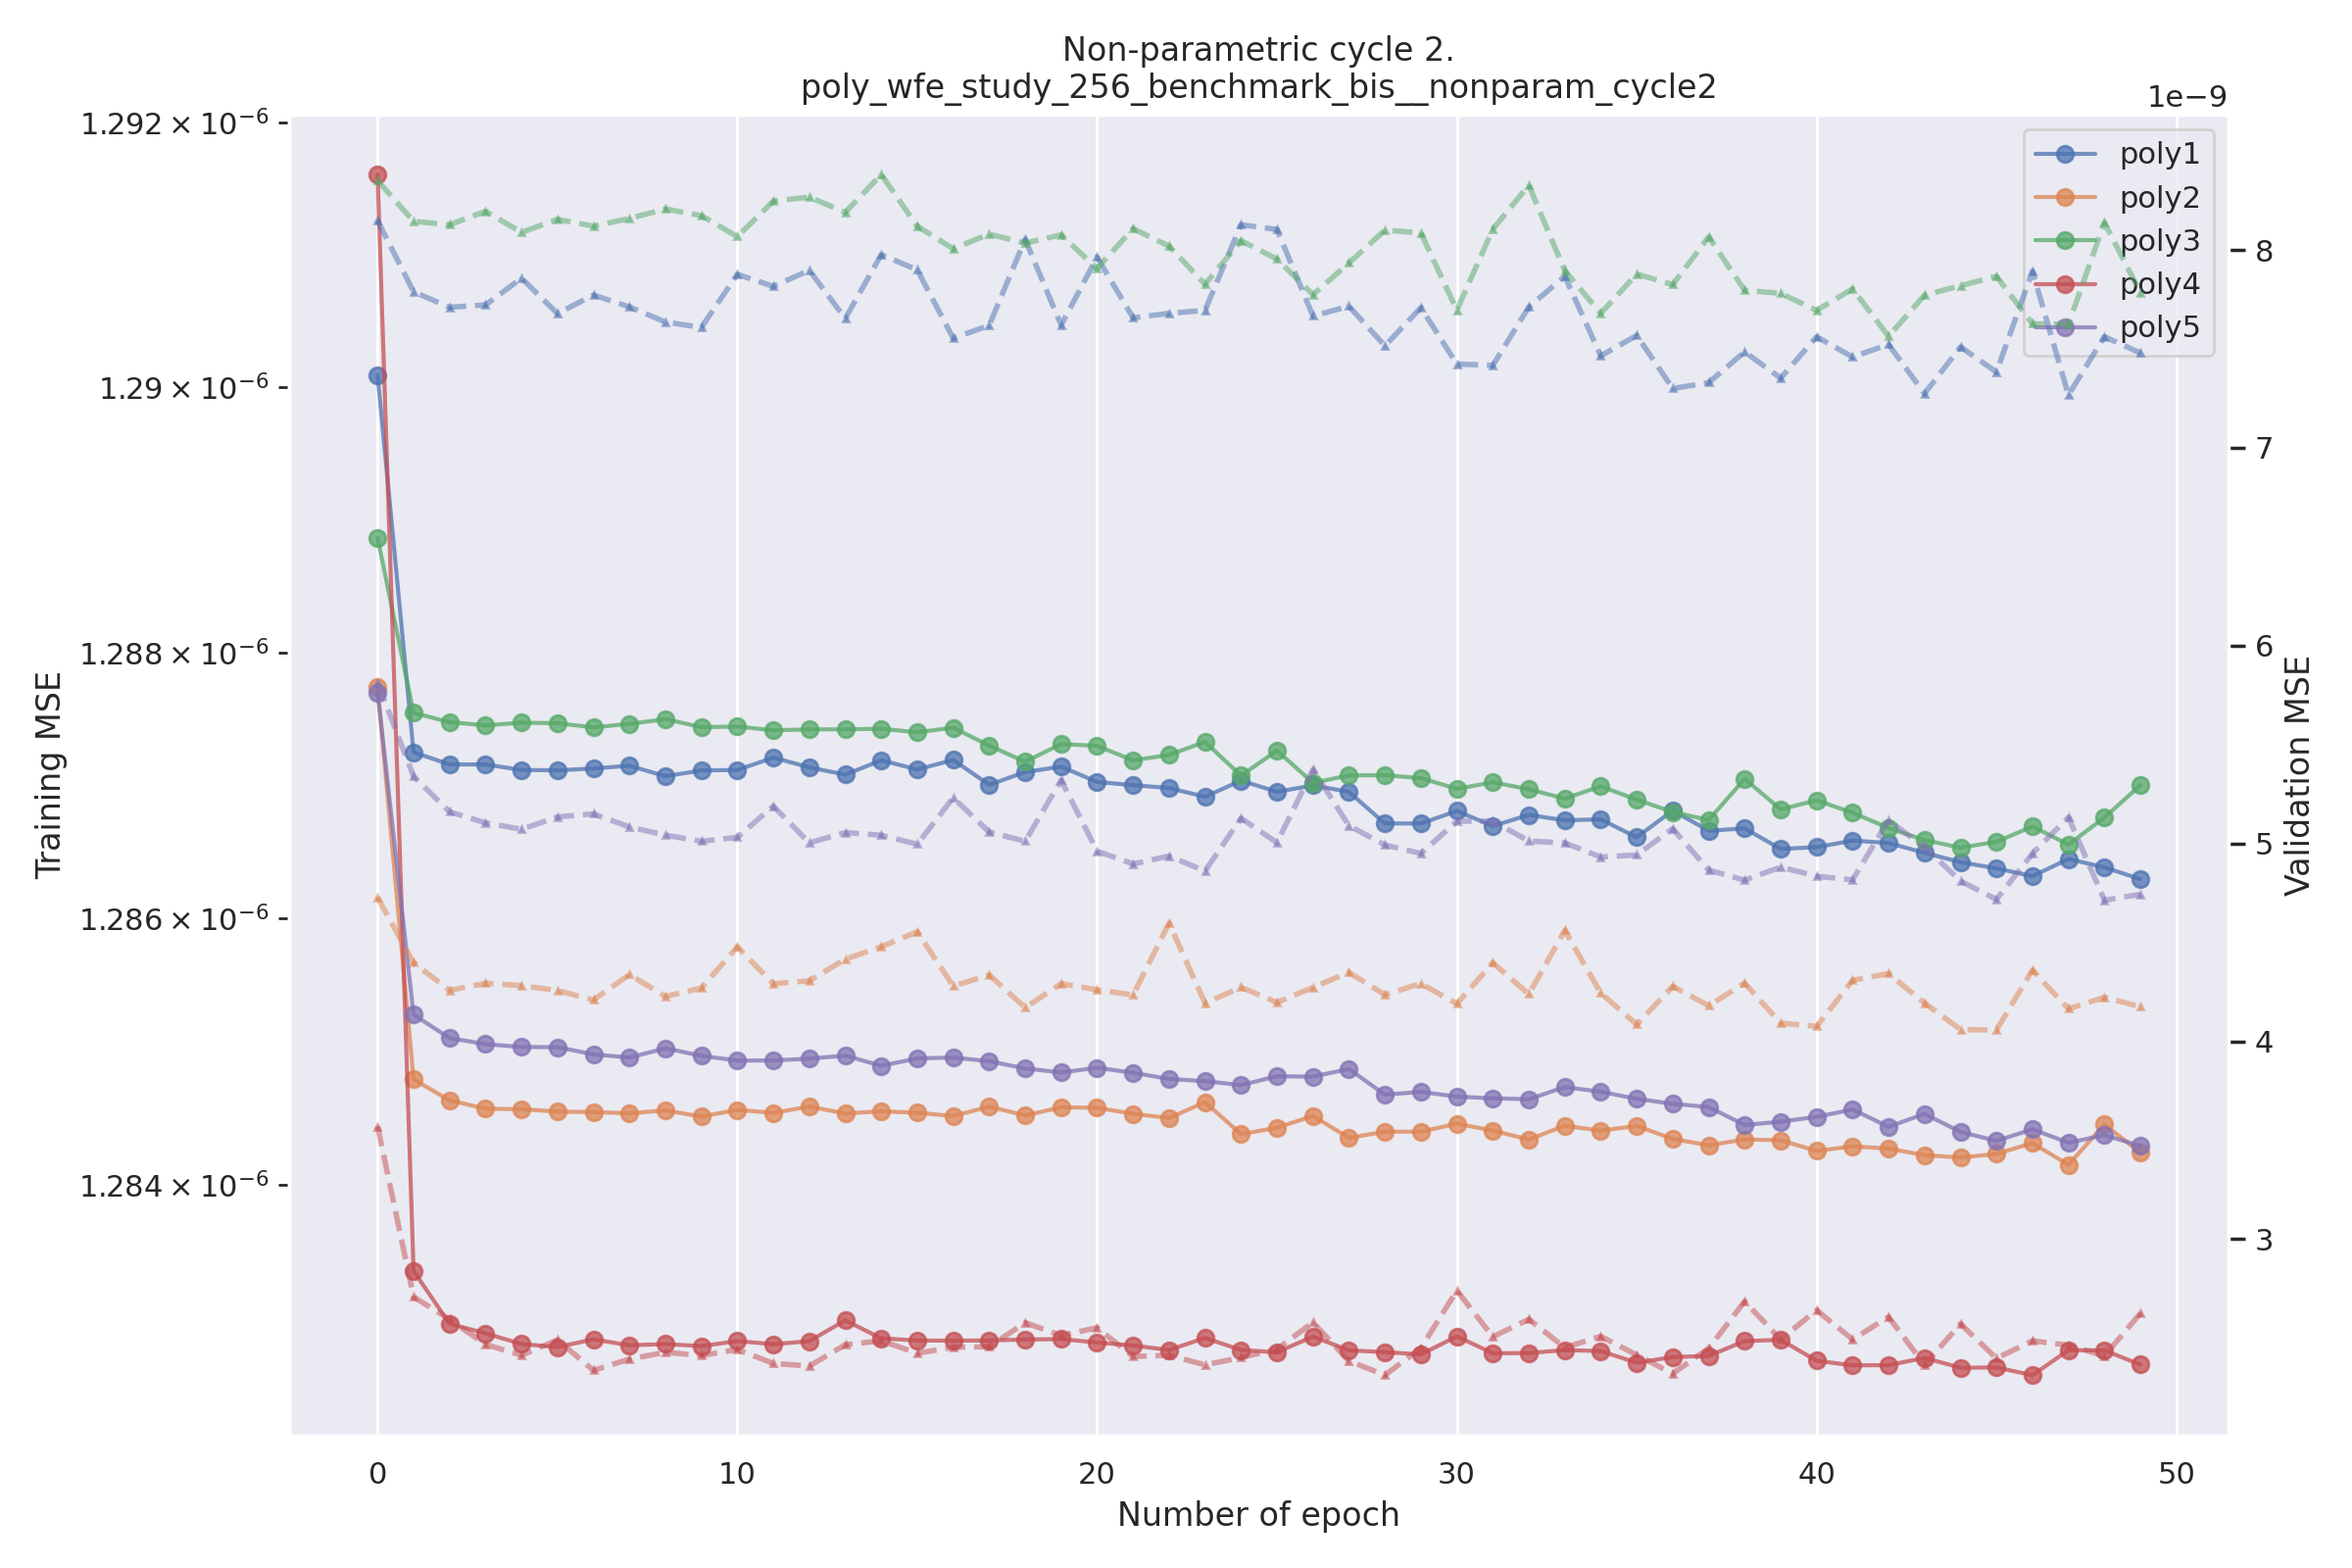 Non-parametric cycle 2.
poly_wfe_study_256_benchmark_bis__nonparam_cycle2
1e−9
1.292 × 10⁻⁶
1.29 × 10⁻⁶
1.288 × 10⁻⁶
1.286 × 10⁻⁶
1.284 × 10⁻⁶
Training MSE
poly1
poly2
poly3
poly4
poly5
8
7
6
5
4
3
Validation MSE
0 10 20 30 40 50
Number of epoch